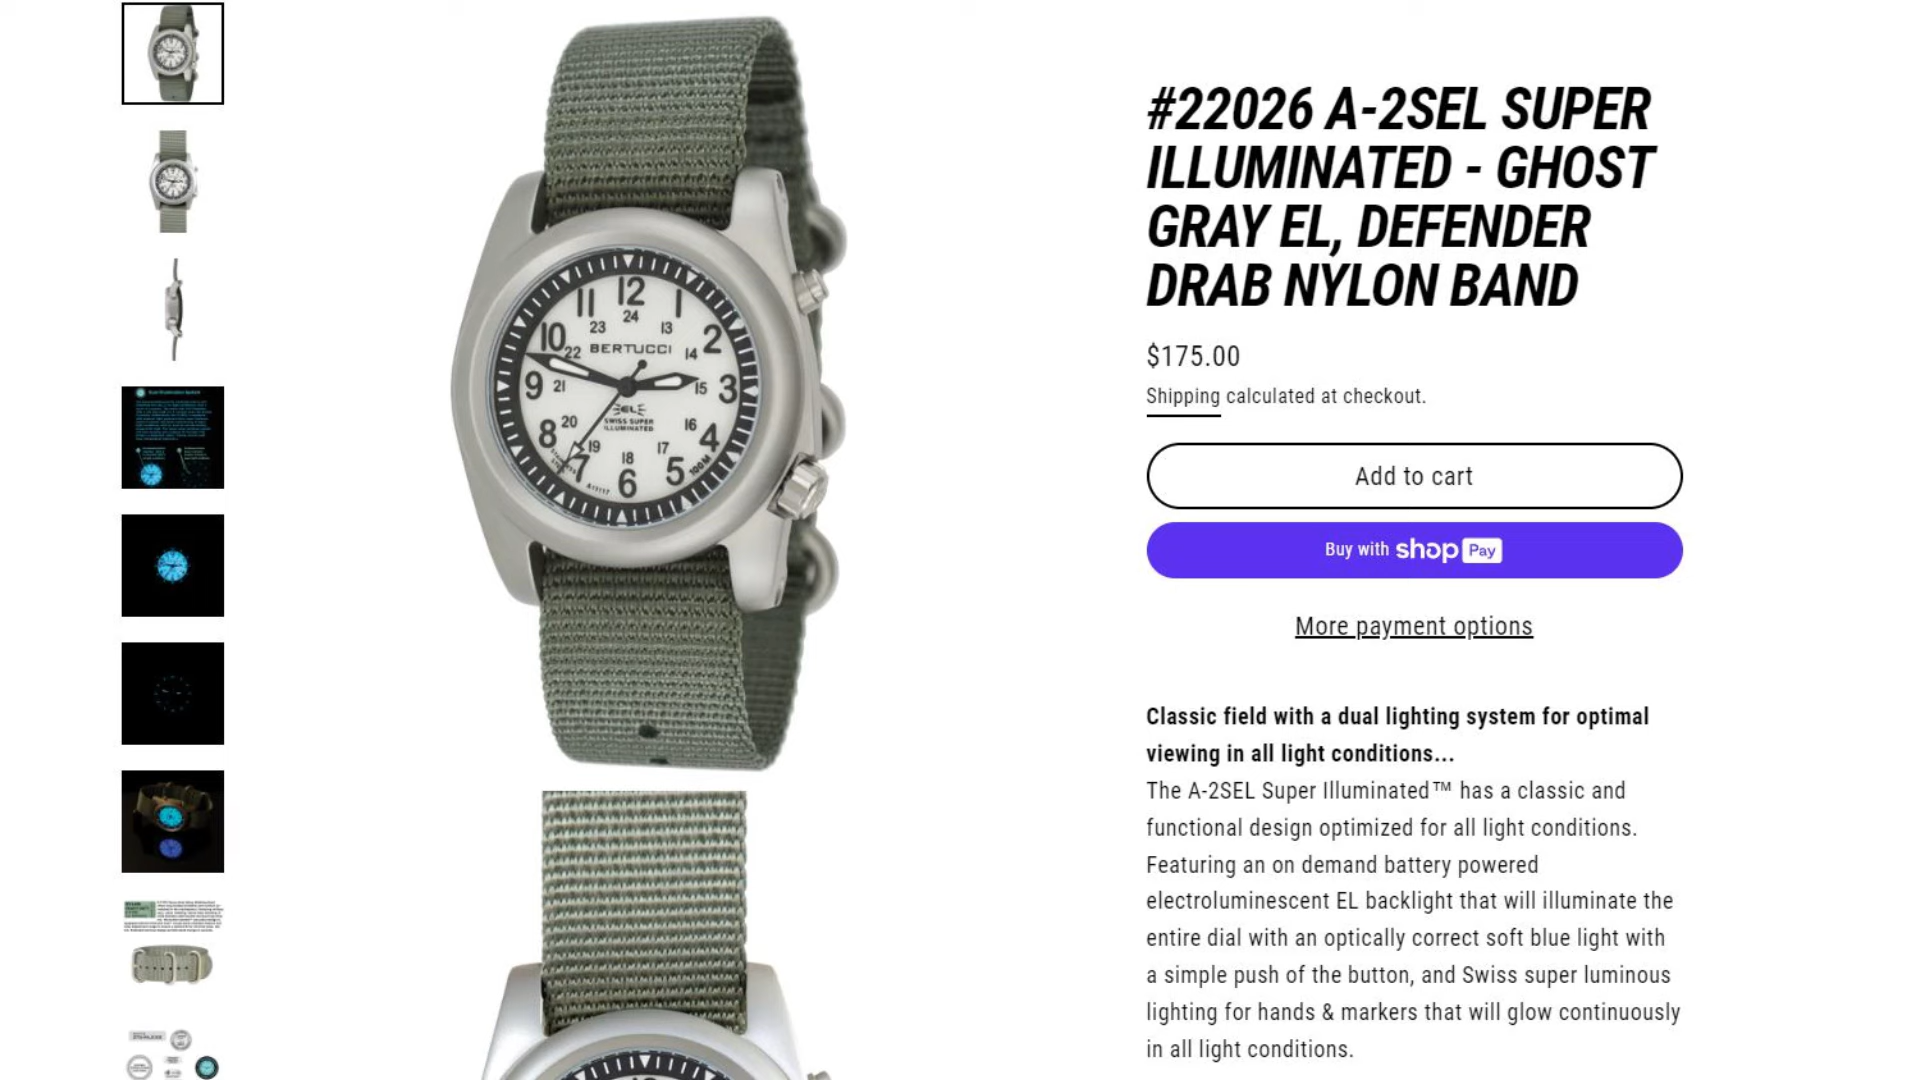 12
11
1
24
23
13
10
2
22
BERTUCCI
14
9
21
15
3
EL
SWISS SUPER
ILLUMINATED
20
16
8
4
19
17
18
100M
7
5
6
#22026 A-2SEL SUPER
ILLUMINATED - GHOST
GRAY EL, DEFENDER
DRAB NYLON BAND
$175.00
Shipping calculated at checkout.
Add to cart
Buy with shop Pay
More payment options
Classic field with a dual lighting system for optimal
viewing in all light conditions...
The A-2SEL Super Illuminated™ has a classic and
functional design optimized for all light conditions.
Featuring an on demand battery powered
electroluminescent EL backlight that will illuminate the
entire dial with an optically correct soft blue light with
a simple push of the button, and Swiss super luminous
lighting for hands & markers that will glow continuously
in all light conditions.